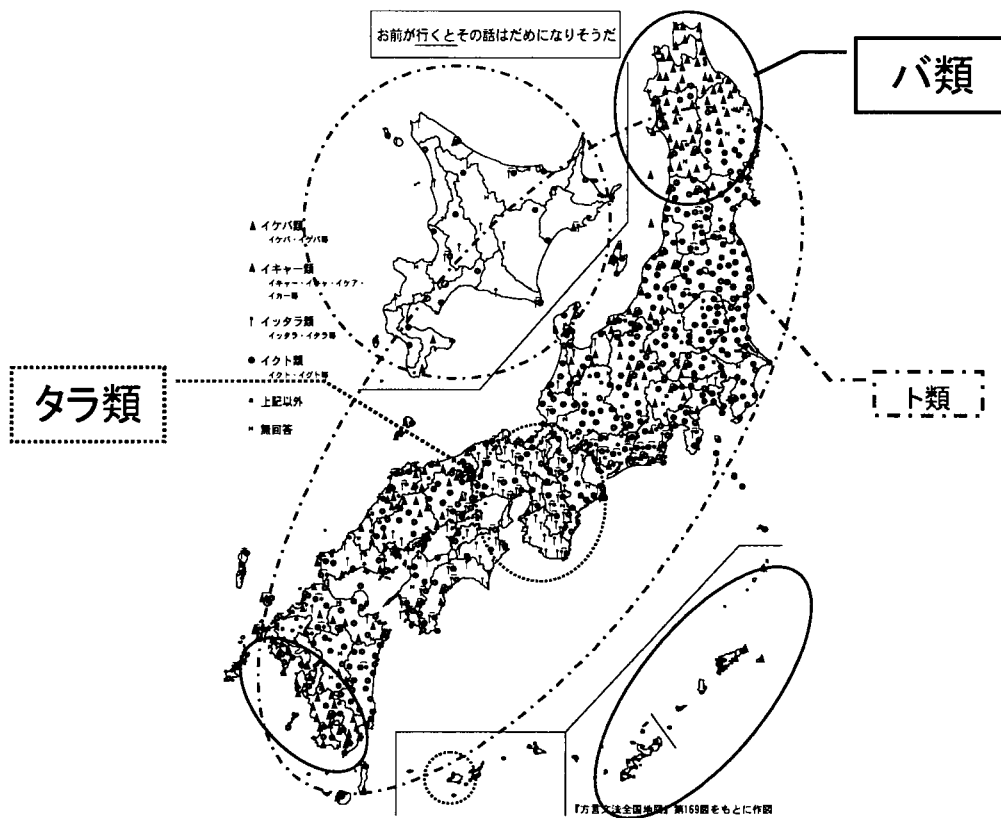 お前が行くとその話はだめになりそうだ
バ類
▲ イケバ類
イケバ・イゲバ等
▲ イキャー類
イキャー・イキャ・イケア・
イカー等
イッタラ類
イッタラ・イタラ等
● イクト類
イクト・イグト等
上記以外
無回答
タラ類
ト類
『方言文法全国地図』第169図をもとに作図